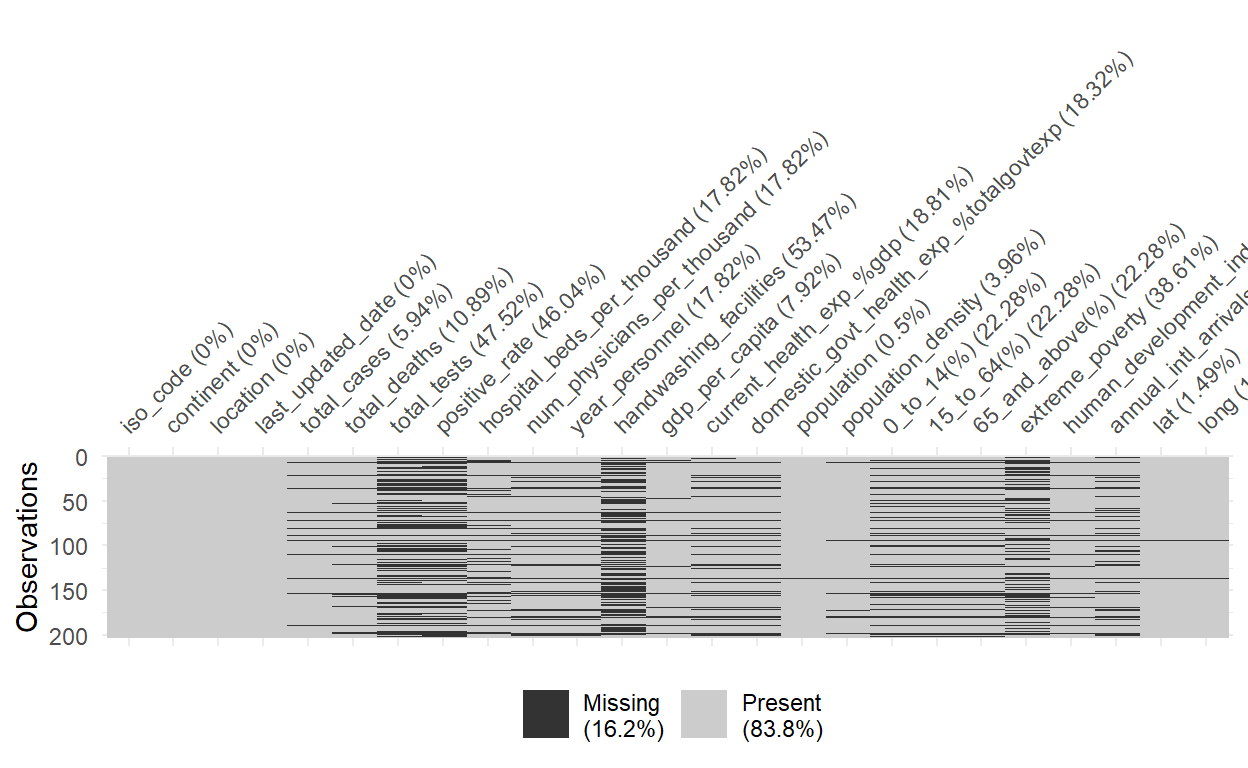 iso_code (0%)
continent (0%)
location (0%)
last_updated_date (0%)
total_cases (5.94%)
total_deaths (10.89%)
total_tests (47.52%)
positive_rate (46.04%)
hospital_beds_per_thousand (17.82%)
num_physicians_per_thousand (17.82%)
year_personnel (17.82%)
handwashing_facilities (53.47%)
gdp_per_capita (7.92%)
current_health_exp_%gdp (18.81%)
domestic_govt_health_exp_%totalgovtexp (18.32%)
population (0.5%)
population_density (3.96%)
0_to_14(%) (22.28%)
15_to_64(%) (22.28%)
65_and_above(%) (22.28%)
extreme_poverty (38.61%)
human_development_ind
annual_intl_arrivals
lat (1.49%)
long (1
Observations
0
50
100
150
200
Missing
(16.2%)
Present
(83.8%)